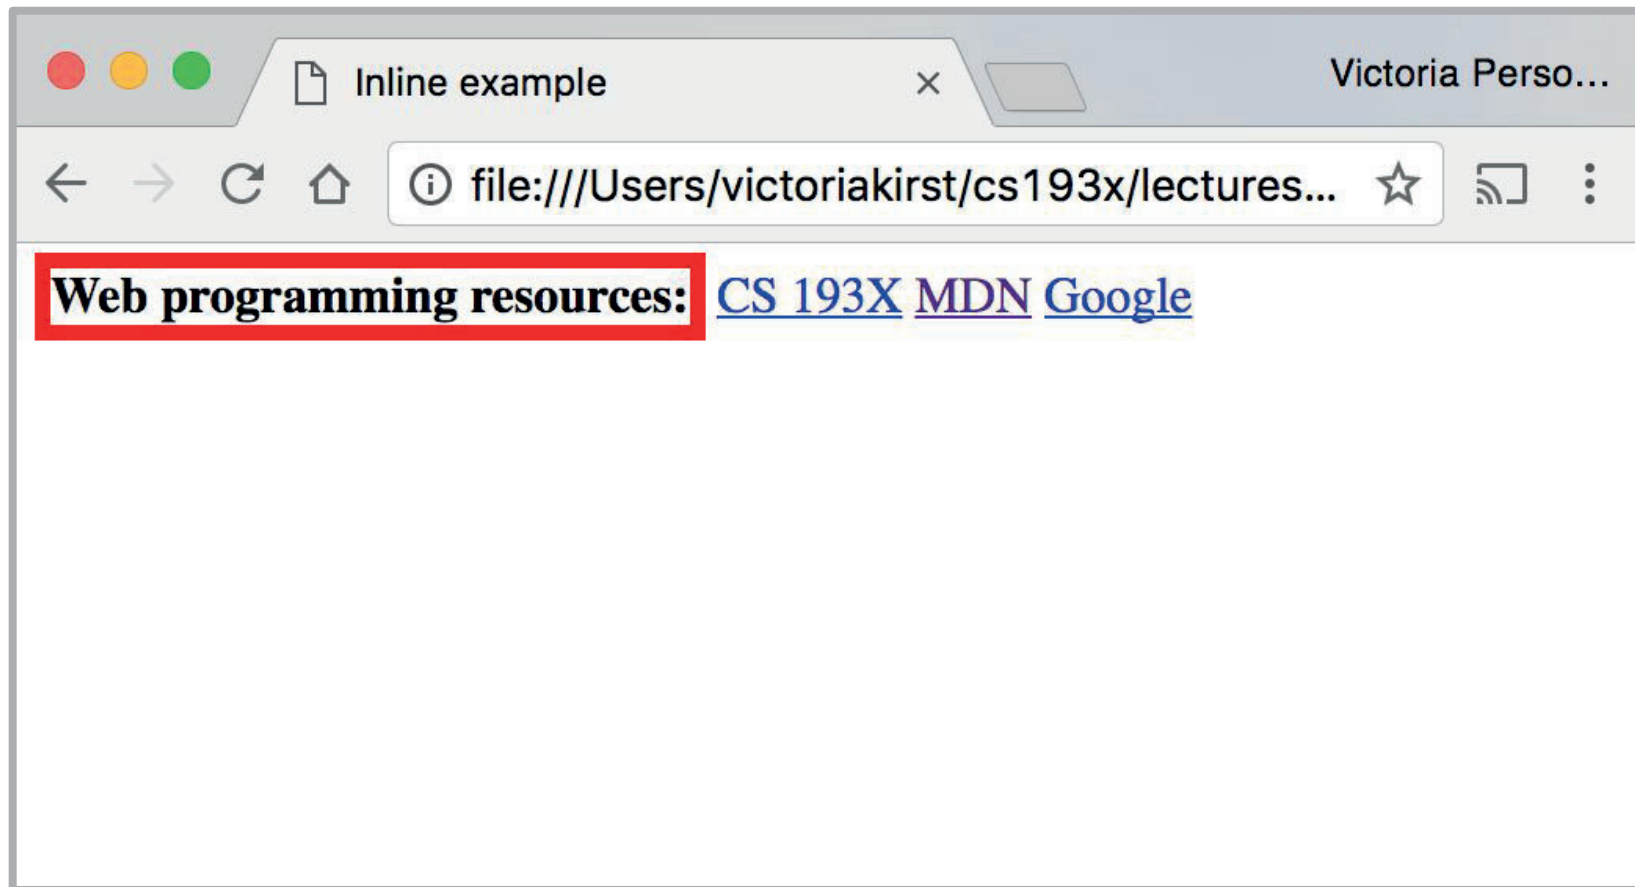 Inline example
Victoria Perso...
file:///Users/victoriakirst/cs193x/lectures...
Web programming resources: CS 193X MDN Google